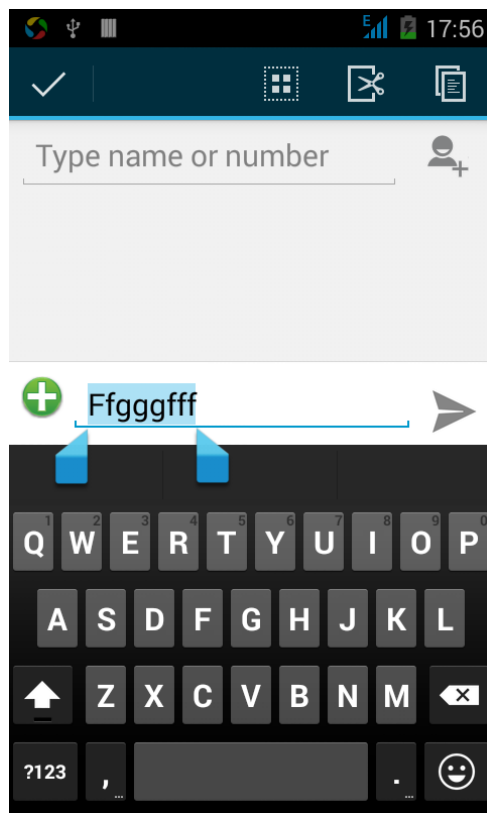 E 17:56
Type name or number
Ffgggfff
1 2 3 4 5 6 7 8 9 0
Q W E R T Y U I O P
A S D F G H J K L
Z X C V B N M
?123 , ... . ...